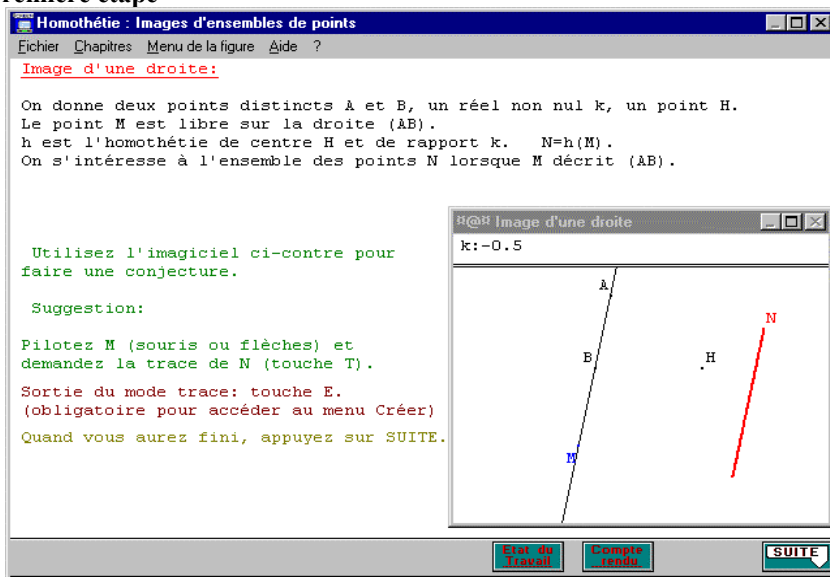 Homothétie : Images d'ensembles de points
Fichier Chapitres Menu de la figure Aide ?
Image d'une droite:
On donne deux points distincts A et B, un réel non nul k, un point H.
Le point M est libre sur la droite (AB).
h est l'homothétie de centre H et de rapport k. N=h(M).
On s'intéresse à l'ensemble des points N lorsque M décrit (AB).
Utilisez l'imagiciel ci-contre pour
faire une conjecture.
Suggestion:
Pilotez M (souris ou flèches) et
demandez la trace de N (touche T).
Sortie du mode trace: touche E.
(obligatoire pour accéder au menu Créer)
Quand vous aurez fini, appuyez sur SUITE.
¤@¤ Image d'une droite
k:-0.5
A
N
B
H
M
Etat du
Travail
Compte
rendu
SUITE